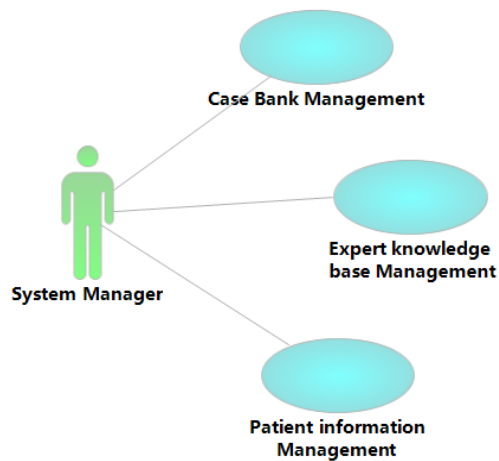 Case Bank Management
Expert knowledge
base Management
System Manager
Patient information
Management